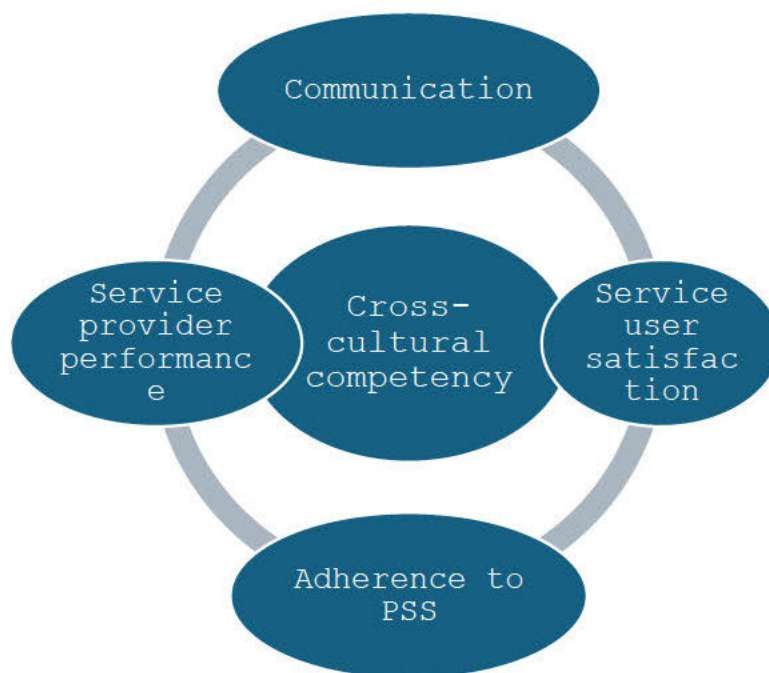 Communication
Service
provider
performanc
e
Cross-
cultural
competency
Service
user
satisfac
tion
Adherence to
PSS